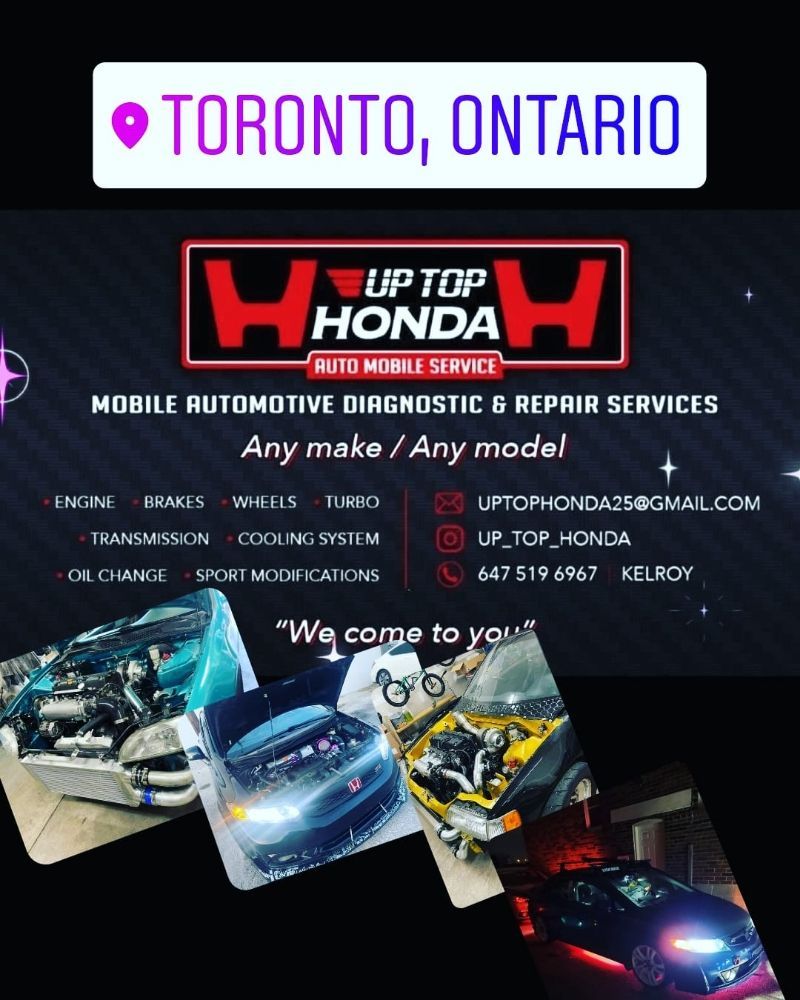 TORONTO, ONTARIO
UP TOP
HONDA
AUTO MOBILE SERVICE
MOBILE AUTOMOTIVE DIAGNOSTIC & REPAIR SERVICES
Any make / Any model
• ENGINE • BRAKES • WHEELS • TURBO
• TRANSMISSION • COOLING SYSTEM
• OIL CHANGE • SPORT MODIFICATIONS
UPTOPHONDA25@GMAIL.COM
UP_TOP_HONDA
647 519 6967 | KELROY
"We come to you"